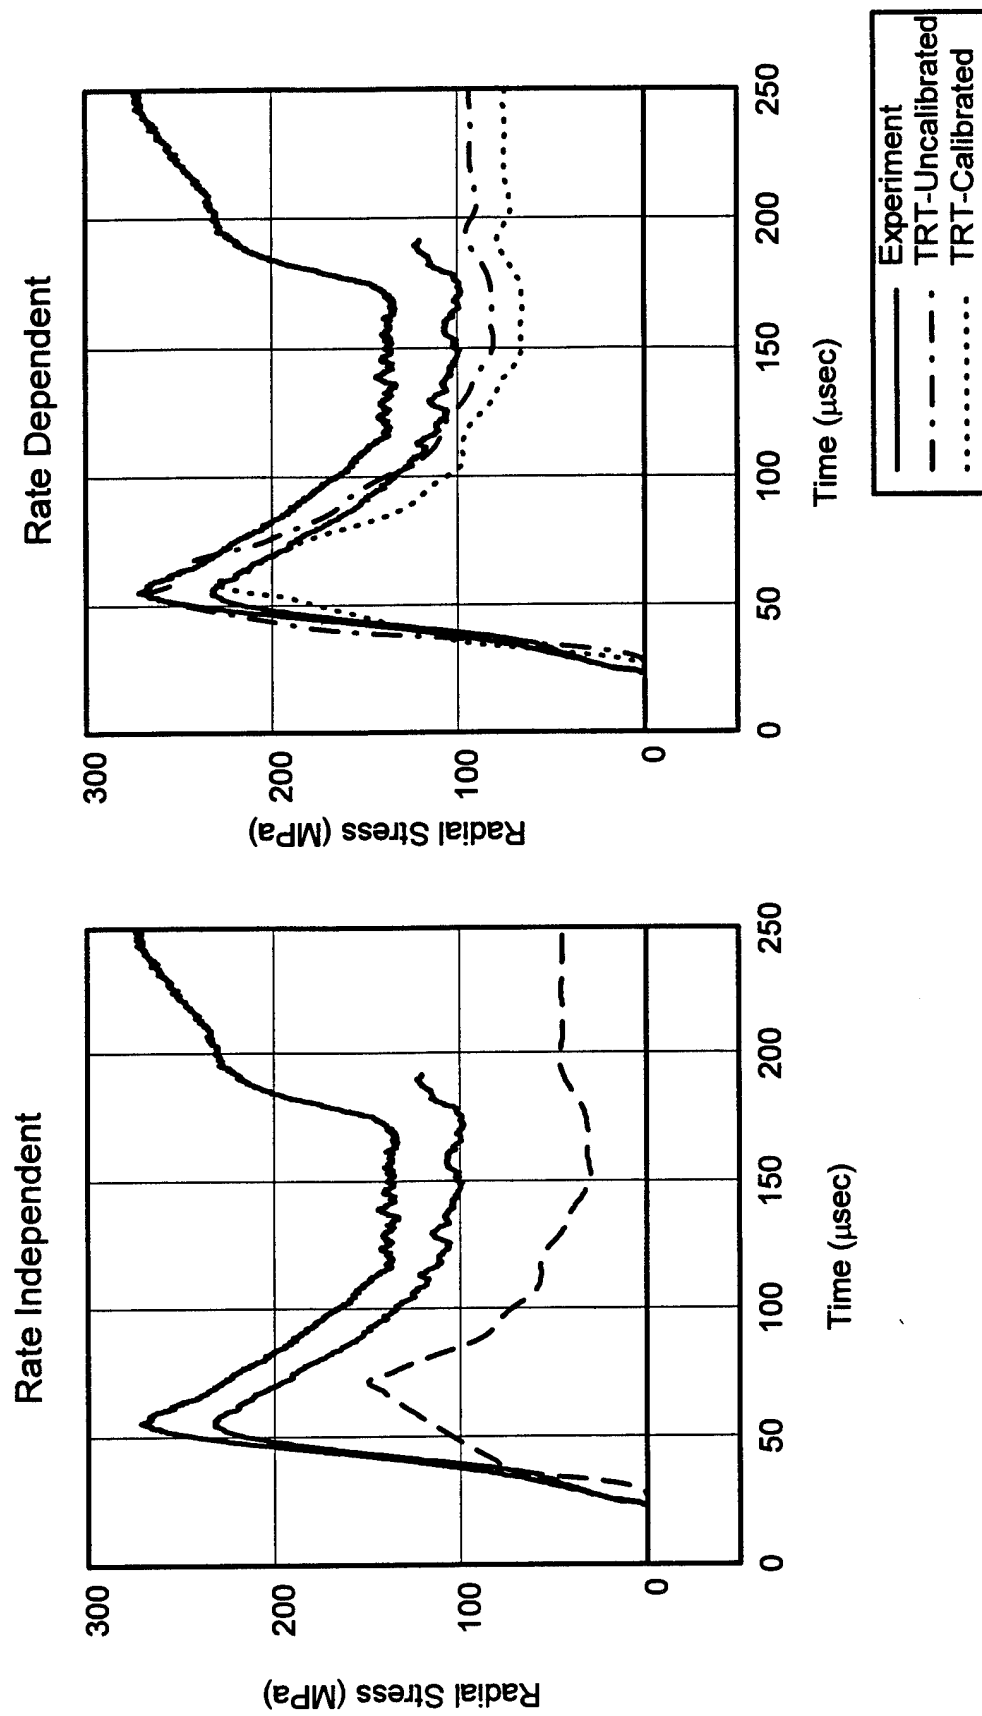 Rate Independent
300
200
100
0
Radial Stress (MPa)
0
50
100
150
200
250
Time (µsec)
Rate Dependent
300
200
100
0
Radial Stress (MPa)
0
50
100
150
200
250
Time (µsec)
Experiment
TRT-Uncalibrated
TRT-Calibrated